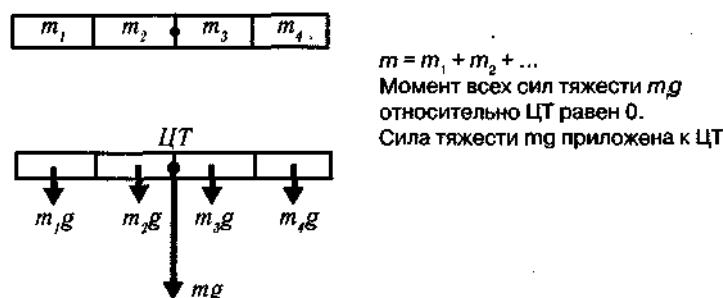 m₁ m₂ m₃ m₄
m = m₁ + m₂ + ...
Момент всех сил тяжести mᵢg
относительно ЦТ равен 0.
Сила тяжести mg приложена к ЦТ
ЦТ
m₁g m₂g m₃g m₄g
mg